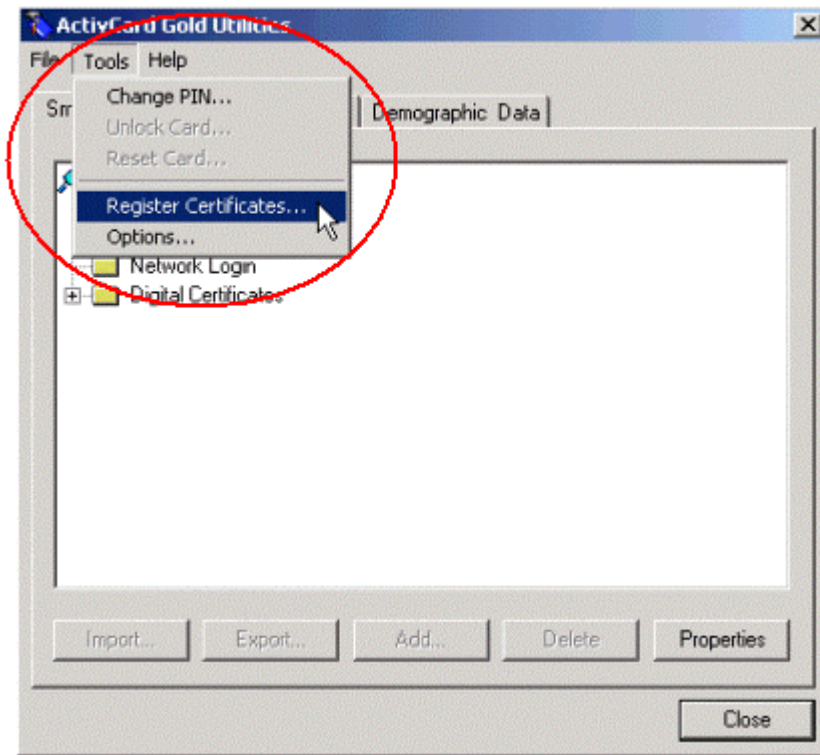 ActivCard Gold Utilities
File Tools Help
Change PIN...
Unlock Card...
Reset Card...
Register Certificates...
Options...
Demographic Data
Network Login
Digital Certificates
Import... Export... Add... Delete Properties
Close